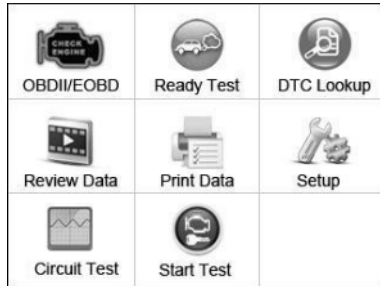 CHECK
ENGINE
OBDII/EOBD
Ready Test
DTC Lookup
Review Data
Print Data
Setup
Circuit Test
Start Test